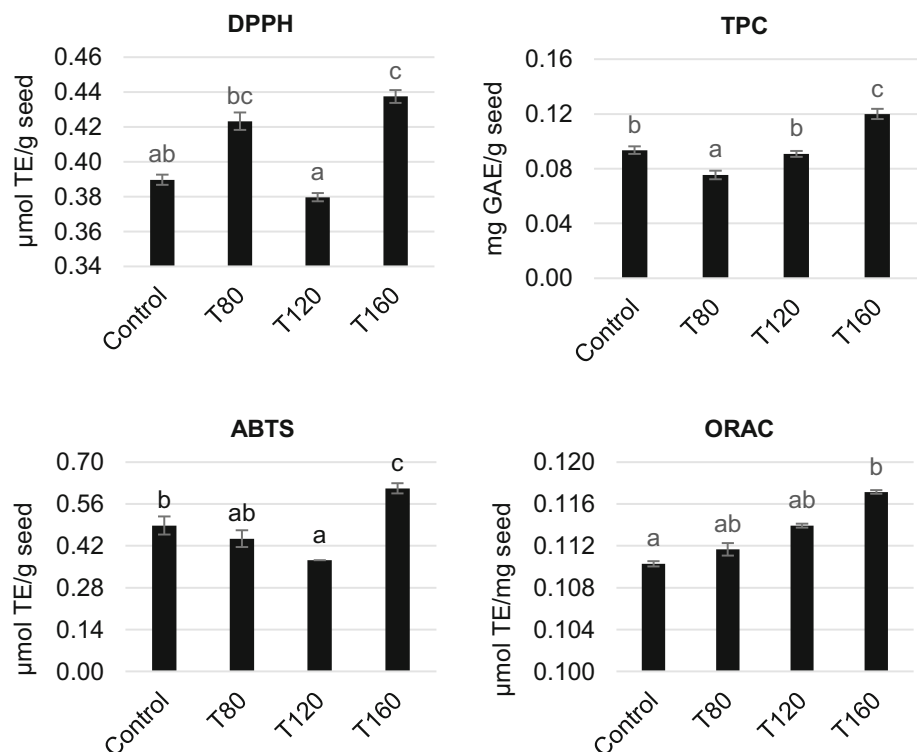 DPPH
µmol TE/g seed
0.46
0.44
0.42
0.40
0.38
0.36
0.34
ab
bc
a
c
Control
T80
T120
T160
TPC
mg GAE/g seed
0.16
0.12
0.08
0.04
0.00
b
a
b
c
Control
T80
T120
T160
ABTS
µmol TE/g seed
0.70
0.56
0.42
0.28
0.14
0.00
b
ab
a
c
Control
T80
T120
T160
ORAC
µmol TE/mg seed
0.120
0.116
0.112
0.108
0.104
0.100
a
ab
ab
b
Control
T80
T120
T160